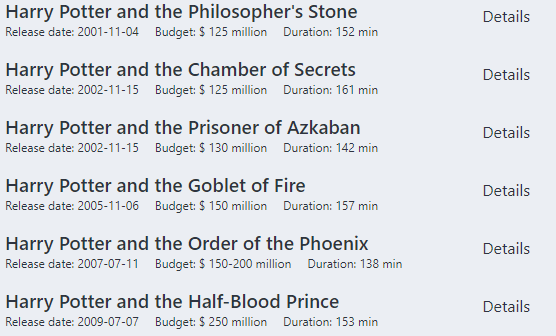 Harry Potter and the Philosopher's Stone Details
Release date: 2001-11-04 Budget: $ 125 million Duration: 152 min
Harry Potter and the Chamber of Secrets Details
Release date: 2002-11-15 Budget: $ 125 million Duration: 161 min
Harry Potter and the Prisoner of Azkaban Details
Release date: 2002-11-15 Budget: $ 130 million Duration: 142 min
Harry Potter and the Goblet of Fire Details
Release date: 2005-11-06 Budget: $ 150 million Duration: 157 min
Harry Potter and the Order of the Phoenix Details
Release date: 2007-07-11 Budget: $ 150-200 million Duration: 138 min
Harry Potter and the Half-Blood Prince Details
Release date: 2009-07-07 Budget: $ 250 million Duration: 153 min